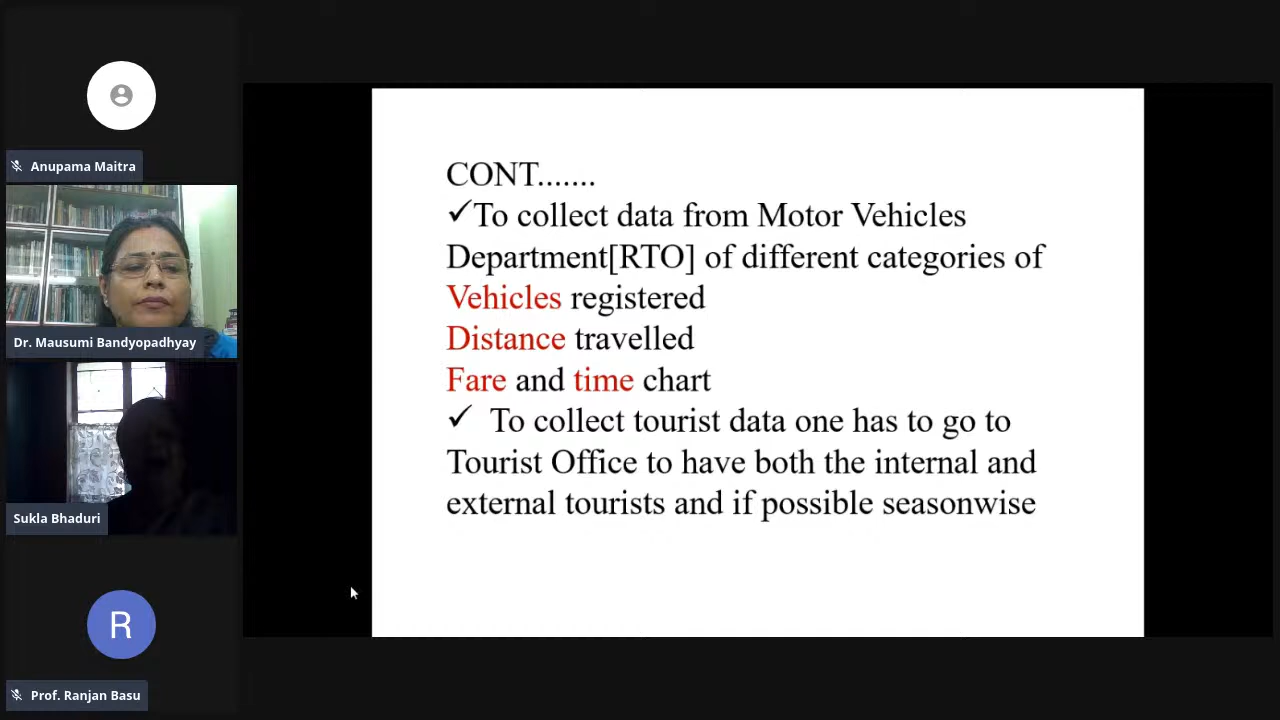 Anupama Maitra
Dr. Mausumi Bandyopadhyay
Sukla Bhaduri
R
Prof. Ranjan Basu
CONT.......
✓To collect data from Motor Vehicles
Department[RTO] of different categories of
Vehicles registered
Distance travelled
Fare and time chart
✓ To collect tourist data one has to go to
Tourist Office to have both the internal and
external tourists and if possible seasonwise